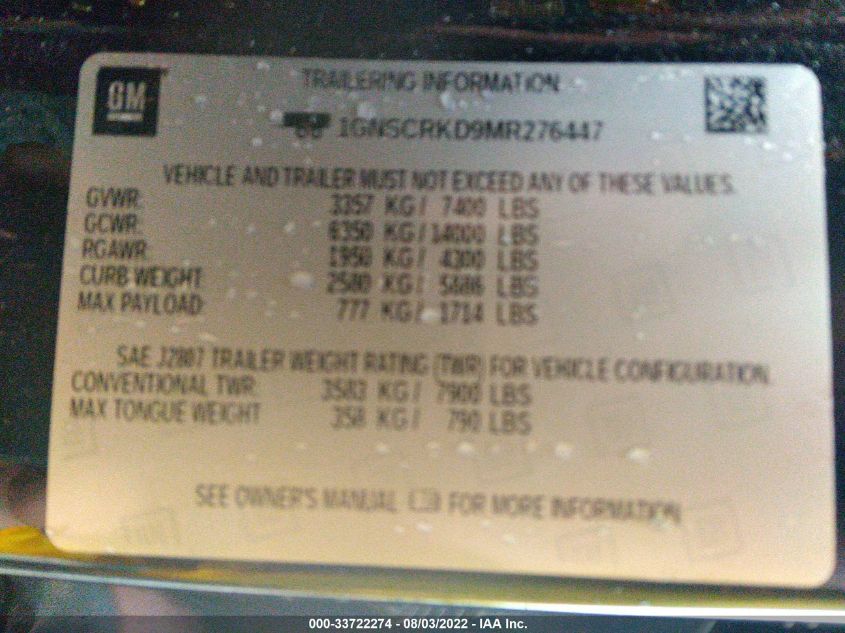 GM
TRAILERING INFORMATION
1GNSCRKD9MR276447
VEHICLE AND TRAILER MUST NOT EXCEED ANY OF THESE VALUES.
GVWR: 3357 KG/ 7400 LBS
GCWR: 6350 KG/14000 LBS
RGAWR: 1950 KG/ 4300 LBS
CURB WEIGHT 2580 KG/ 5686 LBS
MAX PAYLOAD: 777 KG/ 1714 LBS
SAE J2807 TRAILER WEIGHT RATING (TWR) FOR VEHICLE CONFIGURATION.
CONVENTIONAL TWR: 3583 KG/ 7900 LBS
MAX TONGUE WEIGHT 358 KG/ 790 LBS
SEE OWNER'S MANUAL FOR MORE INFORMATION
000-33722274 - 08/03/2022 - IAA Inc.